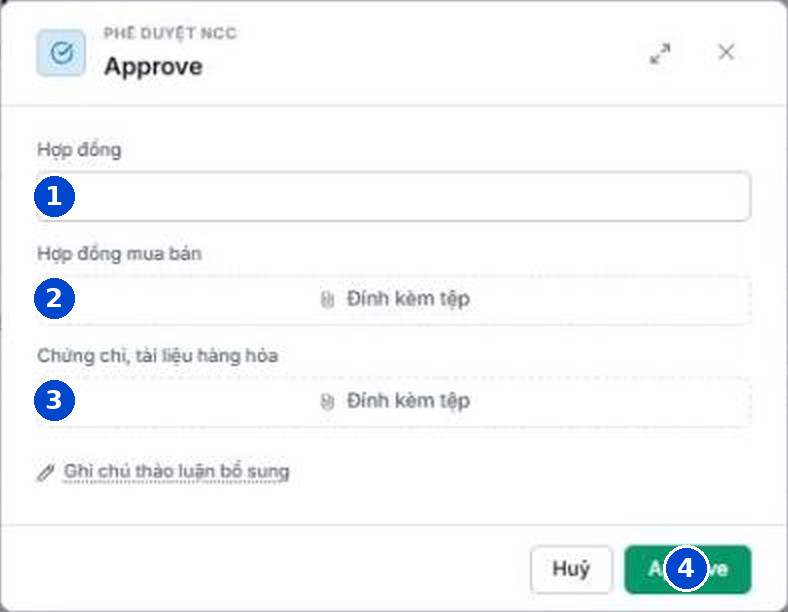 PHÊ DUYỆT NCC
Approve
Hợp đồng
1
Hợp đồng mua bán
2
Đính kèm tệp
Chứng chỉ, tài liệu hàng hóa
3
Đính kèm tệp
Ghi chú thảo luận bổ sung
Huỷ
4